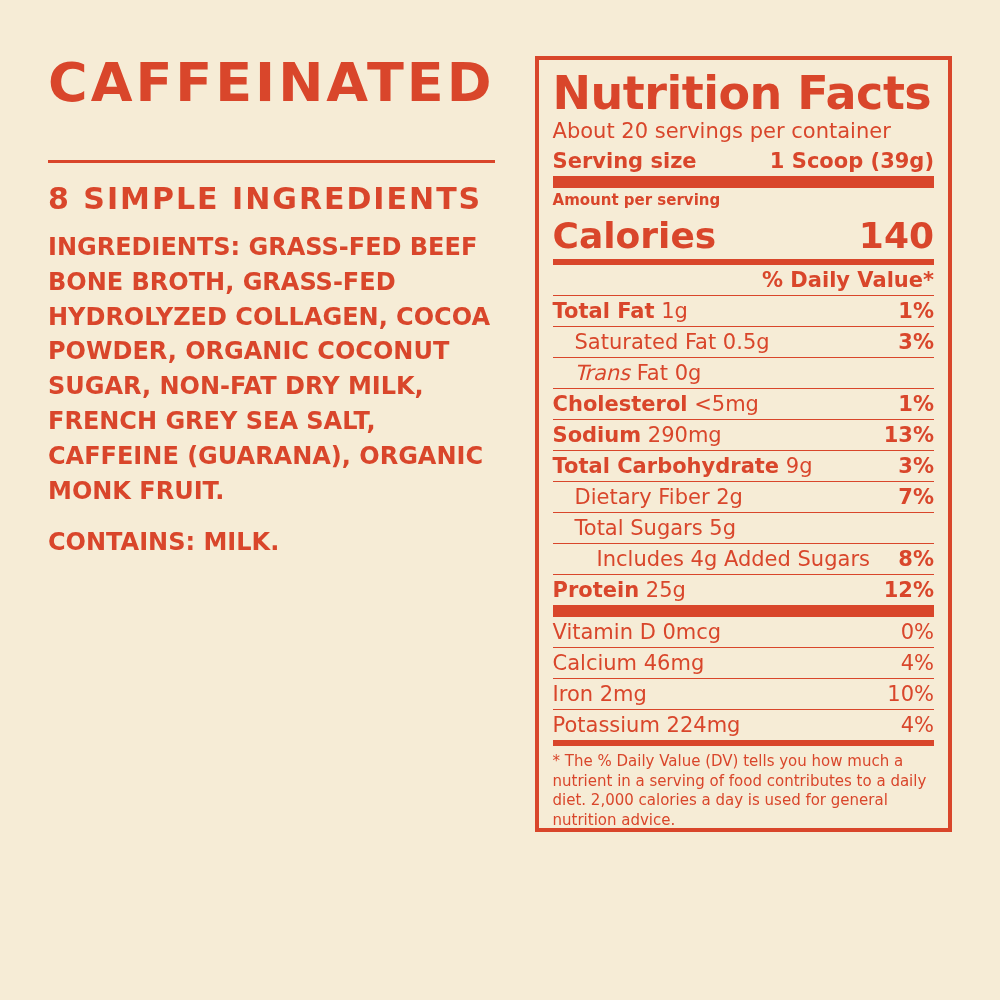 CAFFEINATED
8 SIMPLE INGREDIENTS
INGREDIENTS: GRASS-FED BEEF
BONE BROTH, GRASS-FED
HYDROLYZED COLLAGEN, COCOA
POWDER, ORGANIC COCONUT
SUGAR, NON-FAT DRY MILK,
FRENCH GREY SEA SALT,
CAFFEINE (GUARANA), ORGANIC
MONK FRUIT.
CONTAINS: MILK.
Nutrition Facts
About 20 servings per container
Serving size 1 Scoop (39g)
Amount per serving
Calories 140
% Daily Value*
Total Fat 1g 1%
Saturated Fat 0.5g 3%
Trans Fat 0g
Cholesterol <5mg 1%
Sodium 290mg 13%
Total Carbohydrate 9g 3%
Dietary Fiber 2g 7%
Total Sugars 5g
Includes 4g Added Sugars 8%
Protein 25g 12%
Vitamin D 0mcg 0%
Calcium 46mg 4%
Iron 2mg 10%
Potassium 224mg 4%
* The % Daily Value (DV) tells you how much a
nutrient in a serving of food contributes to a daily
diet. 2,000 calories a day is used for general
nutrition advice.